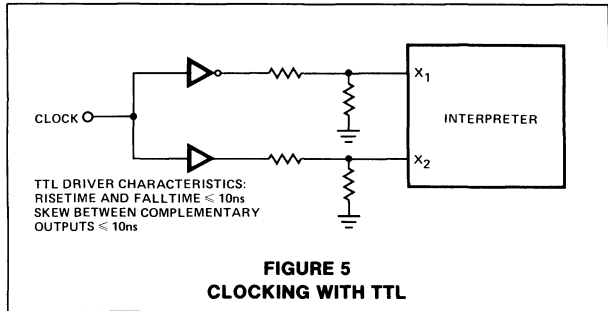 CLOCK
X1
INTERPRETER
X2
TTL DRIVER CHARACTERISTICS:
RISETIME AND FALLTIME ≤ 10ns
SKEW BETWEEN COMPLEMENTARY
OUTPUTS ≤ 10ns
FIGURE 5
CLOCKING WITH TTL